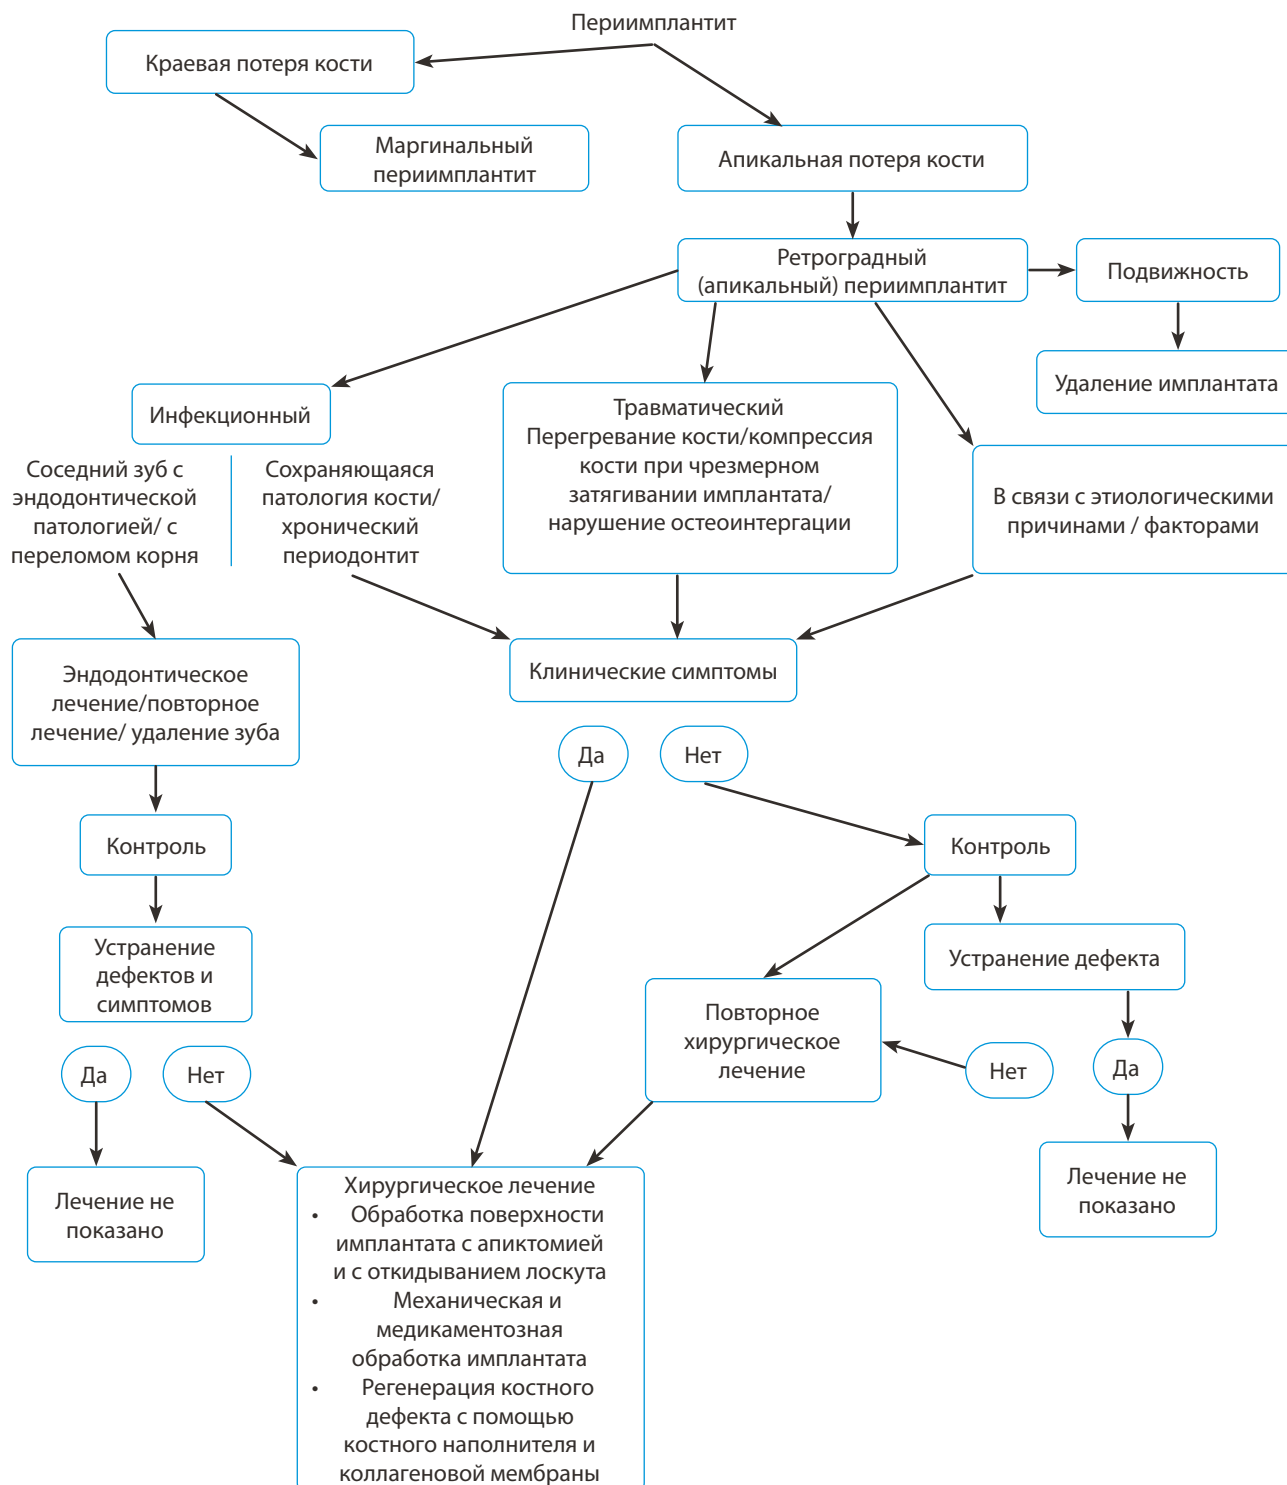 Периимплантит
Краевая потеря кости
Маргинальный
периимплантит
Апикальная потеря кости
Ретроградный
(апикальный) периимплантит
Подвижность
Удаление имплантата
Инфекционный
Травматический
Перегревание кости/компрессия
кости при чрезмерном
затягивании имплантата/
нарушение остеоинтергации
В связи с этиологическими
причинами / факторами
Соседний зуб с
эндодонтической
патологией/ с
переломом корня
Сохраняющаяся
патология кости/
хронический
периодонтит
Эндодонтическое
лечение/повторное
лечение/ удаление зуба
Клинические симптомы
Да
Нет
Контроль
Контроль
Устранение
дефектов и
симптомов
Устранение дефекта
Повторное
хирургическое
лечение
Нет
Да
Да
Нет
Лечение не
показано
Лечение не
показано
Хирургическое лечение
• Обработка поверхности
имплантата с апиктомией
и с откидыванием лоскута
• Механическая и
медикаментозная
обработка имплантата
• Регенерация костного
дефекта с помощью
костного наполнителя и
коллагеновой мембраны